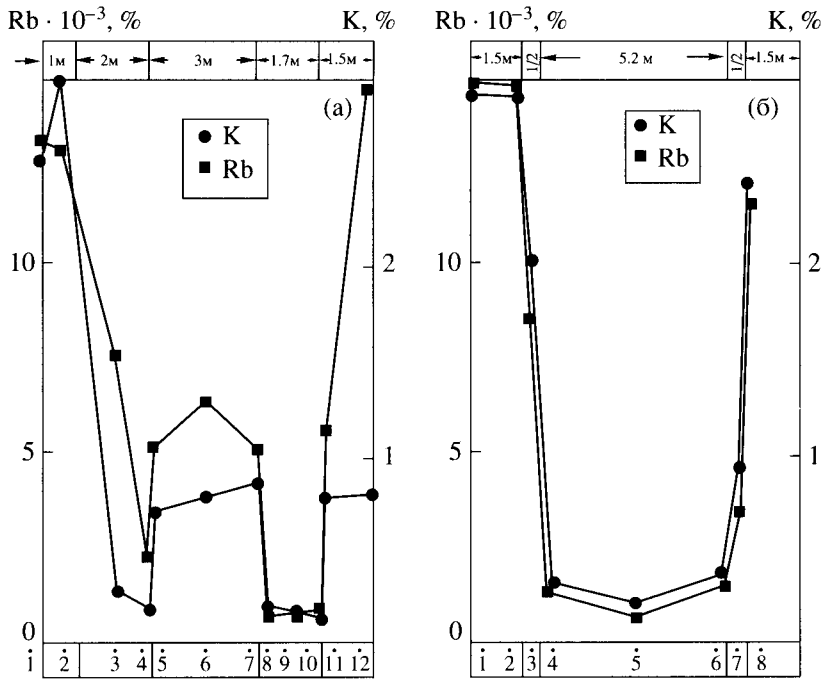 Rb · 10⁻³, %
K, %
1м 2м 3м 1.7м 1.5м
(а)
K
Rb
10
5
0
2
1
1 2 3 4 5 6 7 8 9 10 11 12
Rb · 10⁻³, %
K, %
1.5м 1/2 5.2 м 1/2 1.5м
(б)
K
Rb
10
5
0
2
1
1 2 3 4 5 6 7 8